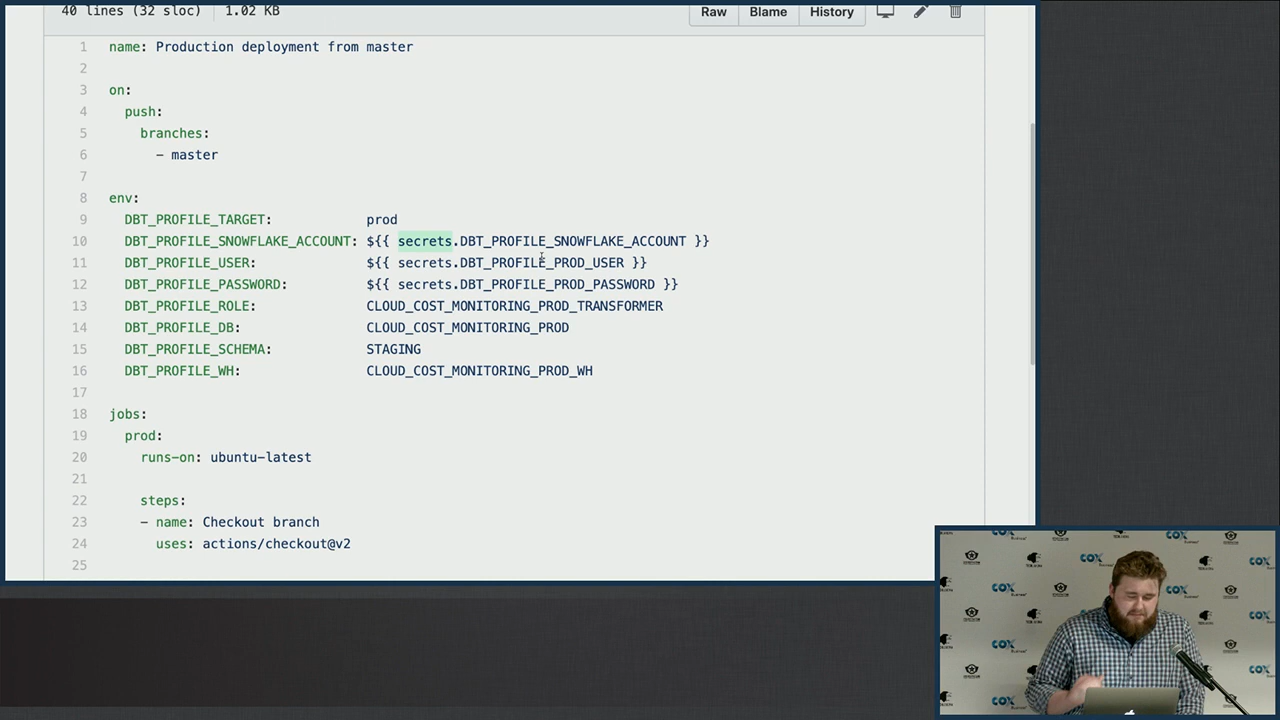 40 lines (32 sloc) 1.02 KB
Raw Blame History
1 name: Production deployment from master
2
3 on:
4 push:
5 branches:
6 - master
7
8 env:
9 DBT_PROFILE_TARGET: prod
10 DBT_PROFILE_SNOWFLAKE_ACCOUNT: ${{ secrets.DBT_PROFILE_SNOWFLAKE_ACCOUNT }}
11 DBT_PROFILE_USER: ${{ secrets.DBT_PROFILE_PROD_USER }}
12 DBT_PROFILE_PASSWORD: ${{ secrets.DBT_PROFILE_PROD_PASSWORD }}
13 DBT_PROFILE_ROLE: CLOUD_COST_MONITORING_PROD_TRANSFORMER
14 DBT_PROFILE_DB: CLOUD_COST_MONITORING_PROD
15 DBT_PROFILE_SCHEMA: STAGING
16 DBT_PROFILE_WH: CLOUD_COST_MONITORING_PROD_WH
17
18 jobs:
19 prod:
20 runs-on: ubuntu-latest
21
22 steps:
23 - name: Checkout branch
24 uses: actions/checkout@v2
25
COX